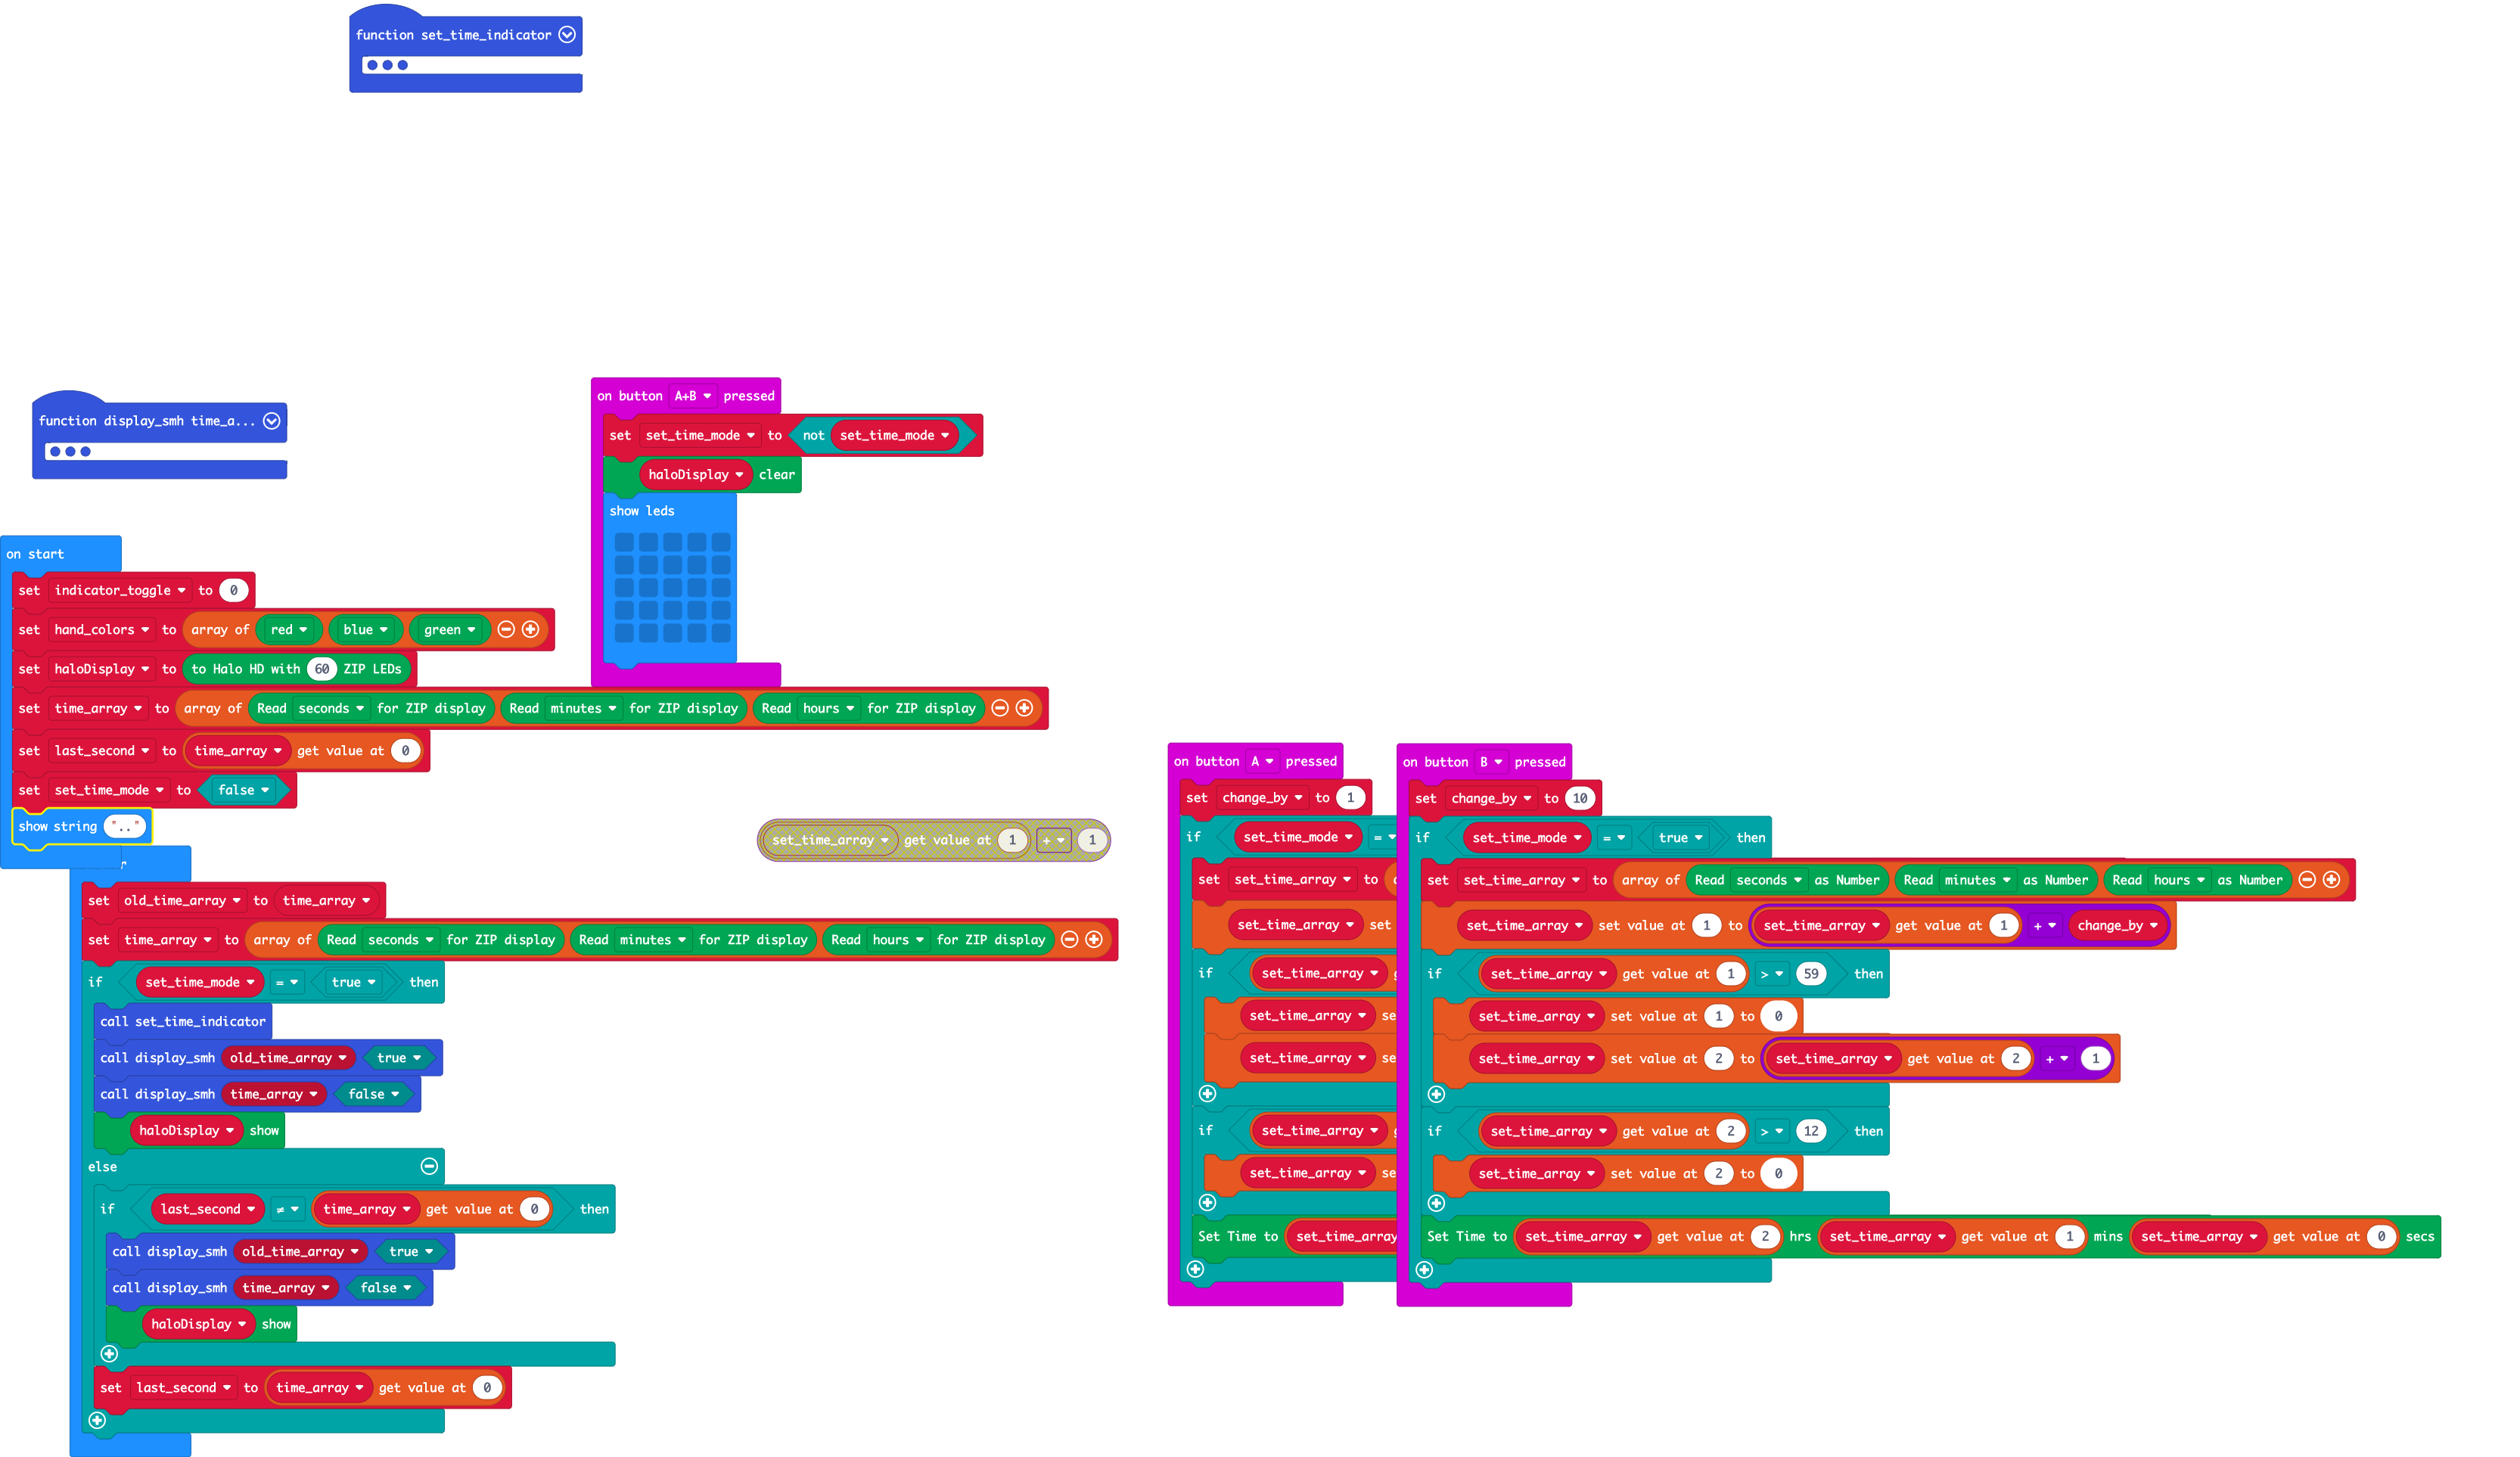 function set_time_indicator
function display_smh time_a...
on start
set indicator_toggle to 0
set hand_colors to array of red blue green
set haloDisplay to to Halo HD with 60 ZIP LEDs
set time_array to array of Read seconds for ZIP display Read minutes for ZIP display Read hours for ZIP display
set last_second to time_array get value at 0
set set_time_mode to false
show string ".."
on button A+B pressed
set set_time_mode to not set_time_mode
haloDisplay clear
show leds
set_time_array get value at 1 + 1
set old_time_array to time_array
set time_array to array of Read seconds for ZIP display Read minutes for ZIP display Read hours for ZIP display
if set_time_mode = true then
call set_time_indicator
call display_smh old_time_array true
call display_smh time_array false
haloDisplay show
else
if last_second ≠ time_array get value at 0 then
call display_smh old_time_array true
call display_smh time_array false
haloDisplay show
set last_second to time_array get value at 0
on button A pressed
set change_by to 1
if set_time_mode =
set set_time_array to
set_time_array set
if set_time_array
set_time_array se
set_time_array se
if set_time_array
set_time_array se
Set Time to set_time_array
on button B pressed
set change_by to 10
if set_time_mode = true then
set set_time_array to array of Read seconds as Number Read minutes as Number Read hours as Number
set_time_array set value at 1 to set_time_array get value at 1 + change_by
if set_time_array get value at 1 > 59 then
set_time_array set value at 1 to 0
set_time_array set value at 2 to set_time_array get value at 2 + 1
if set_time_array get value at 2 > 12 then
set_time_array set value at 2 to 0
Set Time to set_time_array get value at 2 hrs set_time_array get value at 1 mins set_time_array get value at 0 secs